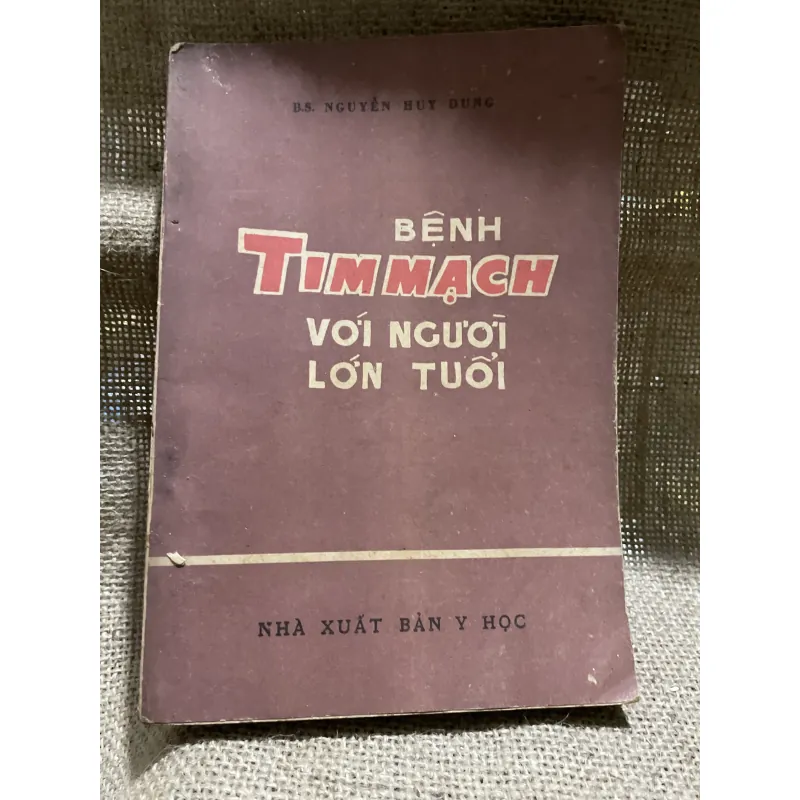 B.S. NGUYỄN HUY DUNG
BỆNH
TIM MẠCH
VỚI NGƯỜI
LỚN TUỔI
NHÀ XUẤT BẢN Y HỌC